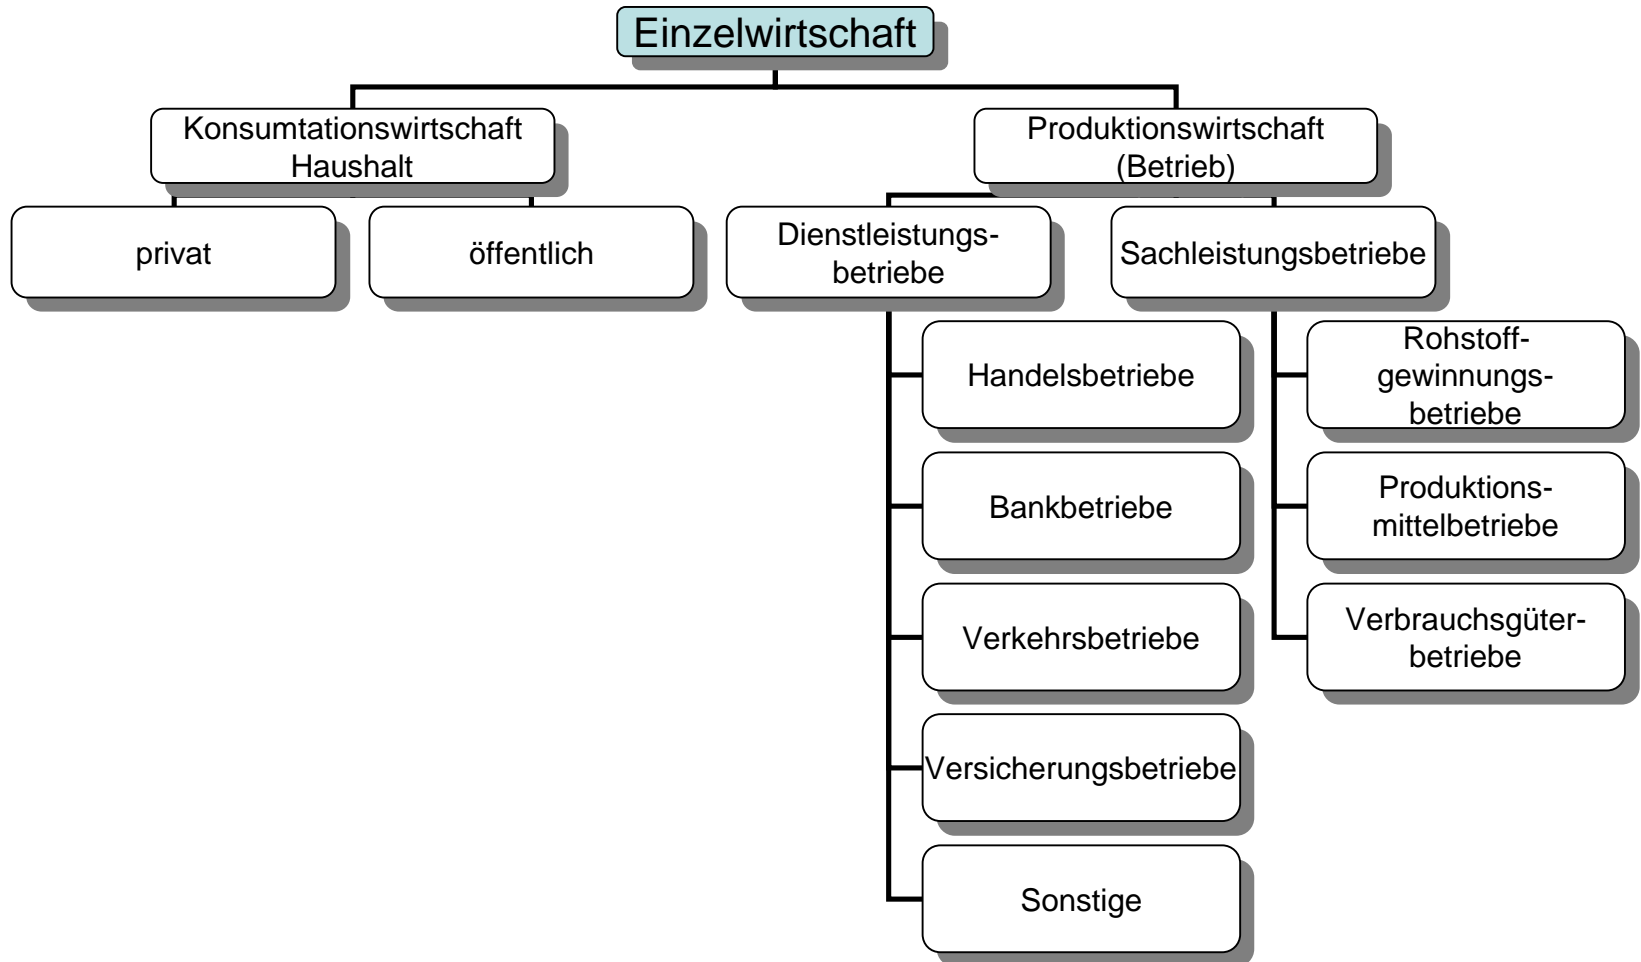 Einzelwirtschaft
Konsumtationswirtschaft
Haushalt
Produktionswirtschaft
(Betrieb)
privat
öffentlich
Dienstleistungs-
betriebe
Sachleistungsbetriebe
Handelsbetriebe
Bankbetriebe
Verkehrsbetriebe
Versicherungsbetriebe
Sonstige
Rohstoff-
gewinnungs-
betriebe
Produktions-
mittelbetriebe
Verbrauchsgüter-
betriebe